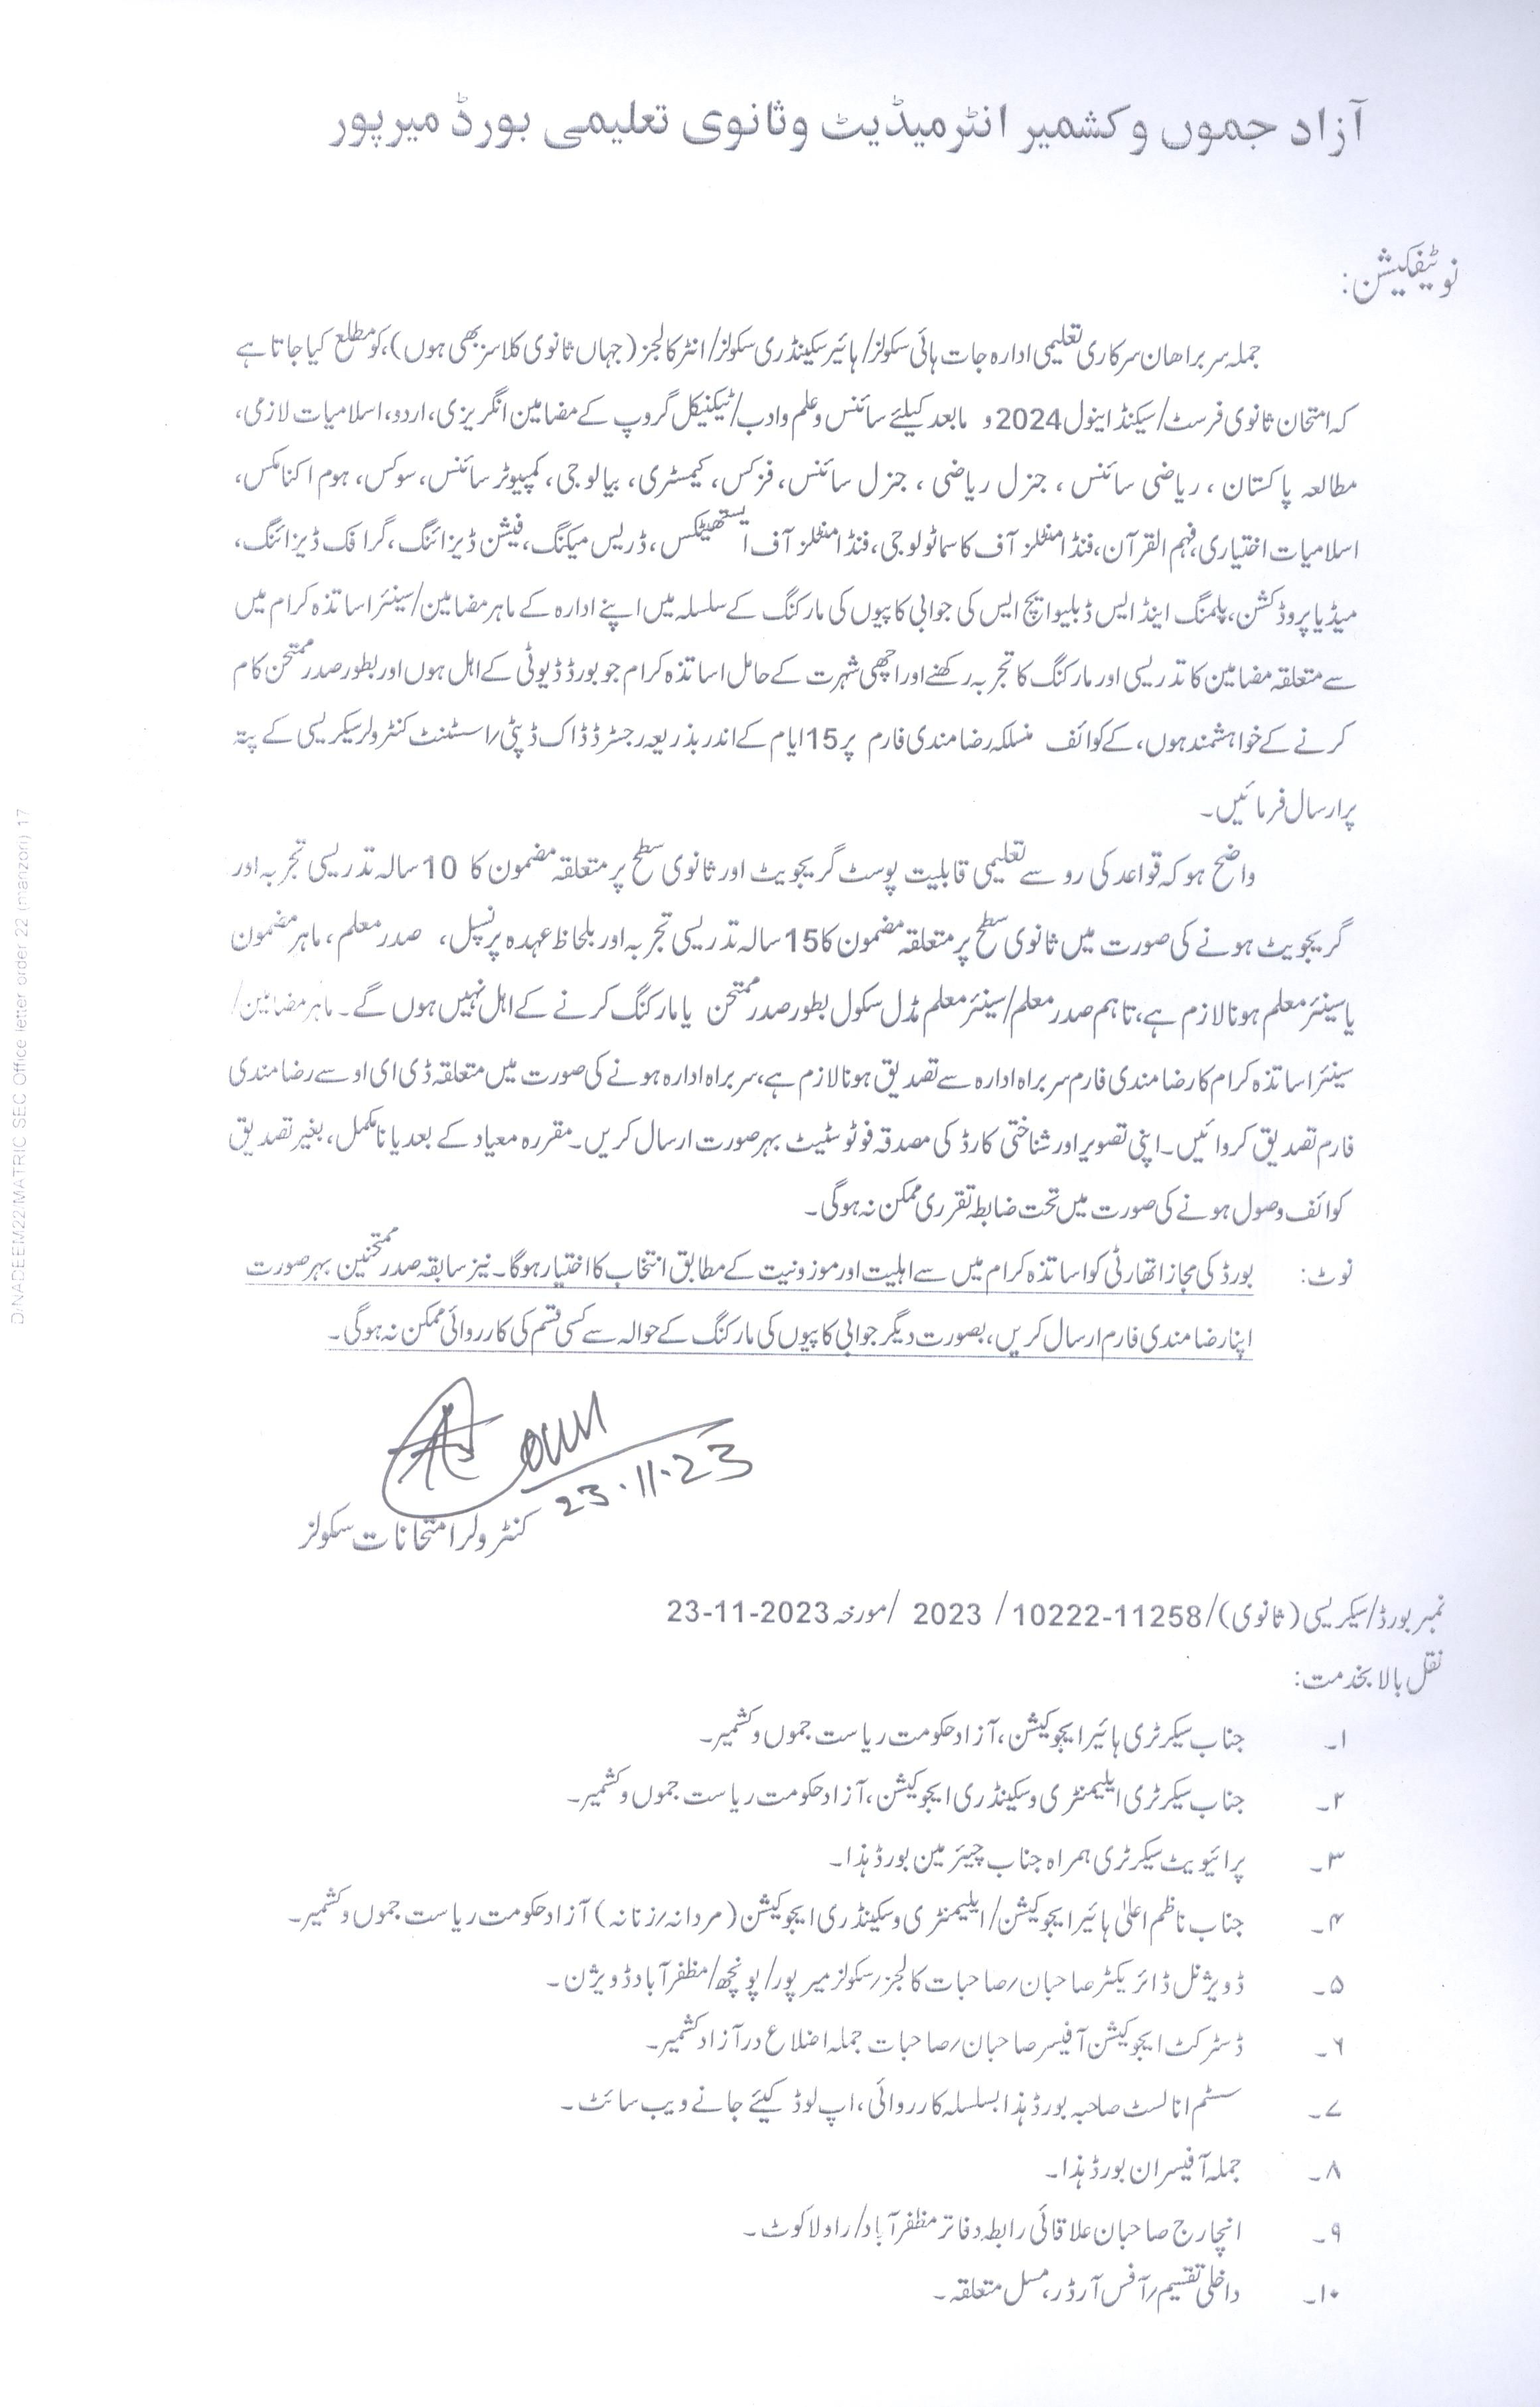 آزاد جموں وکشمیر انٹرمیڈیٹ وثانوی تعلیمی بورڈ میرپور
نوٹیفکیشن:
جملہ سربراھان سرکاری تعلیمی ادارہ جات ہائی سکولز/ہائیر سکینڈری سکولز/انٹر کالجز (جہاں ثانوی کلاسز بھی ہوں)، کو مطلع کیا جاتا ہے
کہ امتحان ثانوی فرسٹ/سیکنڈ اینول 2024 و مابعد کیلئے سائنس و علم و ادب/ٹیکنیکل گروپ کے مضامین انگریزی، اردو، اسلامیات لازمی،
مطالعہ پاکستان، ریاضی سائنس، جنرل ریاضی، جنرل سائنس، فزکس، کیمسٹری، بیالوجی، کمپیوٹر سائنس، سوکس، ہوم اکنامکس،
اسلامیات اختیاری، فہم القرآن، فنڈامنٹلز آف کاسماٹولوجی، فنڈامنٹلز آف ایستھیٹکس، ڈریس میکنگ، فیشن ڈیزائنگ، گرافک ڈیزائنگ،
میڈیا پروڈکشن، پلمنگ اینڈ ایس ڈبلیو ایچ ایس کی جوابی کاپیوں کی مارکنگ کے سلسلہ میں اپنے ادارہ کے ماہر مضامین/سینئر اساتذہ کرام میں
سے متعلقہ مضامین کا تدریسی اور مارکنگ کا تجربہ رکھنے اور اچھی شہرت کے حامل اساتذہ کرام جو بورڈ ڈیوٹی کے اہل ہوں اور بطور صدر ممتحن کام
کرنے کے خواہشمند ہوں، کے کوائف منسلکہ رضامندی فارم پر 15 ایام کے اندر بذریعہ رجسٹرڈ ڈاک ڈپٹی/اسسٹنٹ کنٹرولر سیکریسی کے پتہ
پر ارسال فرمائیں۔
واضح ہو کہ قواعد کی رو سے تعلیمی قابلیت پوسٹ گریجویٹ اور ثانوی سطح پر متعلقہ مضمون کا 10 سالہ تدریسی تجربہ اور
گریجویٹ ہونے کی صورت میں ثانوی سطح پر متعلقہ مضمون کا 15 سالہ تدریسی تجربہ اور بلحاظ عہدہ پرنسپل، صدر معلم، ماہر مضمون
یا سینئر معلم ہونا لازم ہے، تاہم صدر معلم/سینئر معلم مڈل سکول بطور صدر ممتحن یا مارکنگ کرنے کے اہل نہیں ہوں گے۔ ماہر مضامین/
سینئر اساتذہ کرام کا رضامندی فارم سربراہ ادارہ سے تصدیق ہونا لازم ہے، سربراہ ادارہ ہونے کی صورت میں متعلقہ ڈی ای او سے رضامندی
فارم تصدیق کروائیں۔ اپنی تصویر اور شناختی کارڈ کی مصدقہ فوٹو سٹیٹ بہر صورت ارسال کریں۔ مقررہ معیاد کے بعد یا نامکمل، بغیر تصدیق
کوائف وصول ہونے کی صورت میں تحت ضابطہ تقرری ممکن نہ ہوگی۔
نوٹ: بورڈ کی مجاز اتھارٹی کو اساتذہ کرام میں سے اہلیت اور موزونیت کے مطابق انتخاب کا اختیار ہوگا۔ نیز سابقہ صدر ممتحنین بہر صورت
اپنا رضامندی فارم ارسال کریں، بصورت دیگر جوابی کاپیوں کی مارکنگ کے حوالہ سے کسی قسم کی کارروائی ممکن نہ ہوگی۔
23.11.23
کنٹرولر امتحانات سکولز
نمبر بورڈ/سیکریسی (ثانوی)/10222-11258/ 2023 /مورخہ 23-11-2023
نقل بالا بخدمت:
۱۔ جناب سیکرٹری ہائیر ایجوکیشن، آزاد حکومت ریاست جموں و کشمیر۔
۲۔ جناب سیکرٹری ایلیمنٹری و سکینڈری ایجوکیشن، آزاد حکومت ریاست جموں و کشمیر۔
۳۔ پرائیویٹ سیکرٹری ہمراہ جناب چیئرمین بورڈ ہذا۔
۴۔ جناب ناظم اعلیٰ ہائیر ایجوکیشن/ایلیمنٹری و سکینڈری ایجوکیشن (مردانہ/زنانہ) آزاد حکومت ریاست جموں و کشمیر۔
۵۔ ڈویژنل ڈائریکٹر صاحبان/صاحبات کالجز/سکولز میرپور/پونچھ/مظفرآباد ڈویژن۔
۶۔ ڈسٹرکٹ ایجوکیشن آفیسر صاحبان/صاحبات جملہ اضلاع در آزاد کشمیر۔
۷۔ سسٹم انالسٹ صاحبہ بورڈ ہذا بسلسلہ کارروائی، اپ لوڈ کیئے جانے ویب سائٹ۔
۸۔ جملہ آفیسران بورڈ ہذا۔
۹۔ انچارج صاحبان علاقائی رابطہ دفاتر مظفرآباد/راولاکوٹ۔
۱۰۔ داخلی تقسیم/آفس آرڈر، مسل متعلقہ۔
D:\NADEEM22/MATRIC SEC Office letter order 22 (manzori) 17